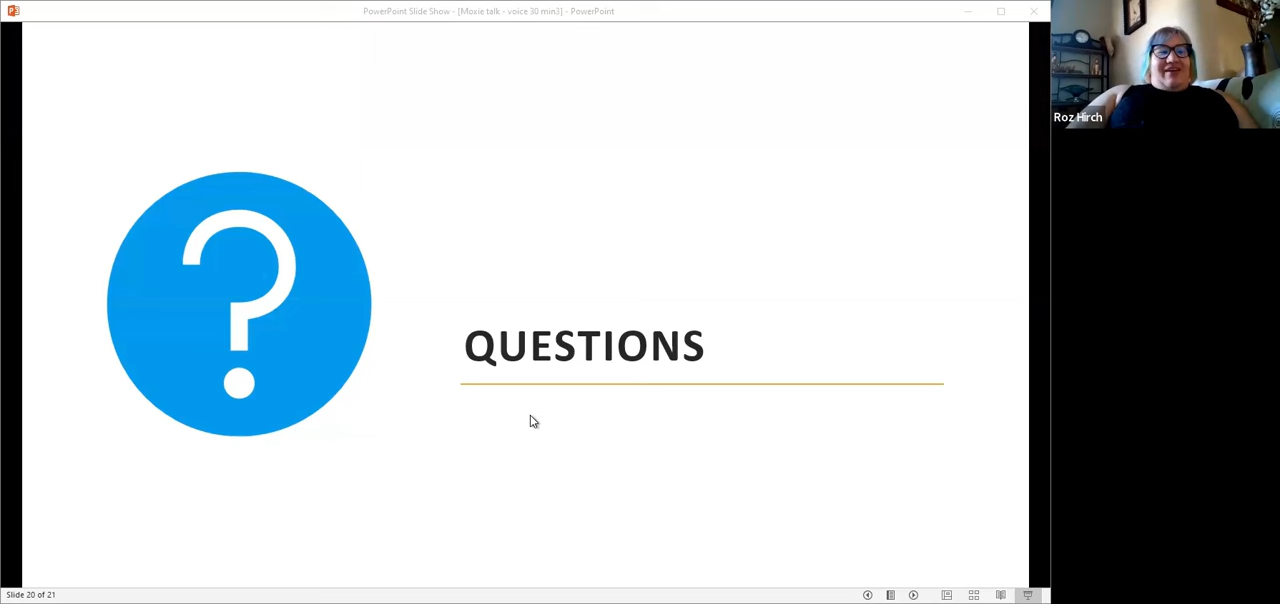 PowerPoint Slide Show - [Moxie talk - voice 30 min3] - PowerPoint
Roz Hirch
?
QUESTIONS
Slide 20 of 21